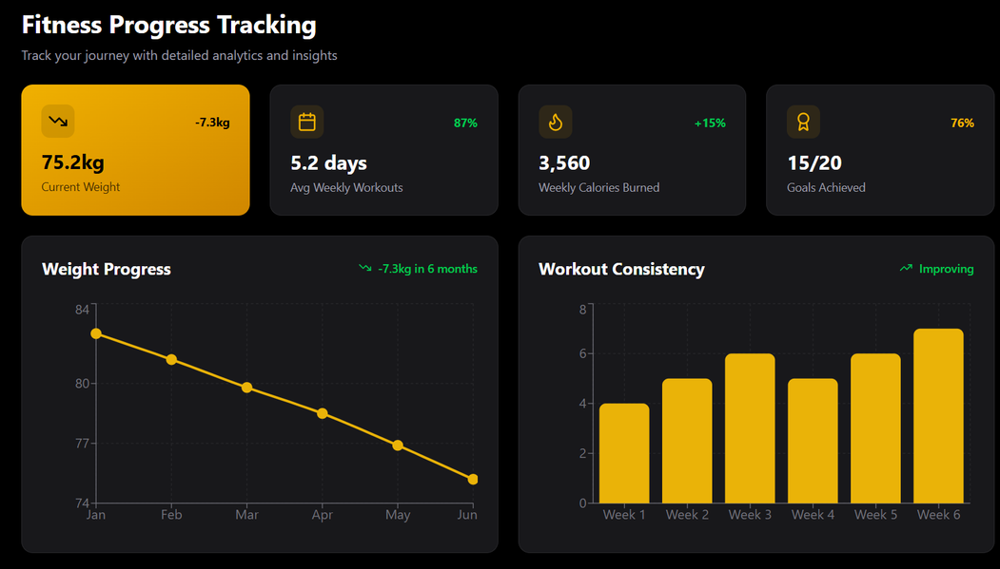 Fitness Progress Tracking
Track your journey with detailed analytics and insights
-7.3kg
75.2kg
Current Weight
87%
5.2 days
Avg Weekly Workouts
+15%
3,560
Weekly Calories Burned
76%
15/20
Goals Achieved
Weight Progress
-7.3kg in 6 months
84
80
77
74
Jan Feb Mar Apr May Jun
Workout Consistency
Improving
8
6
4
2
0
Week 1 Week 2 Week 3 Week 4 Week 5 Week 6